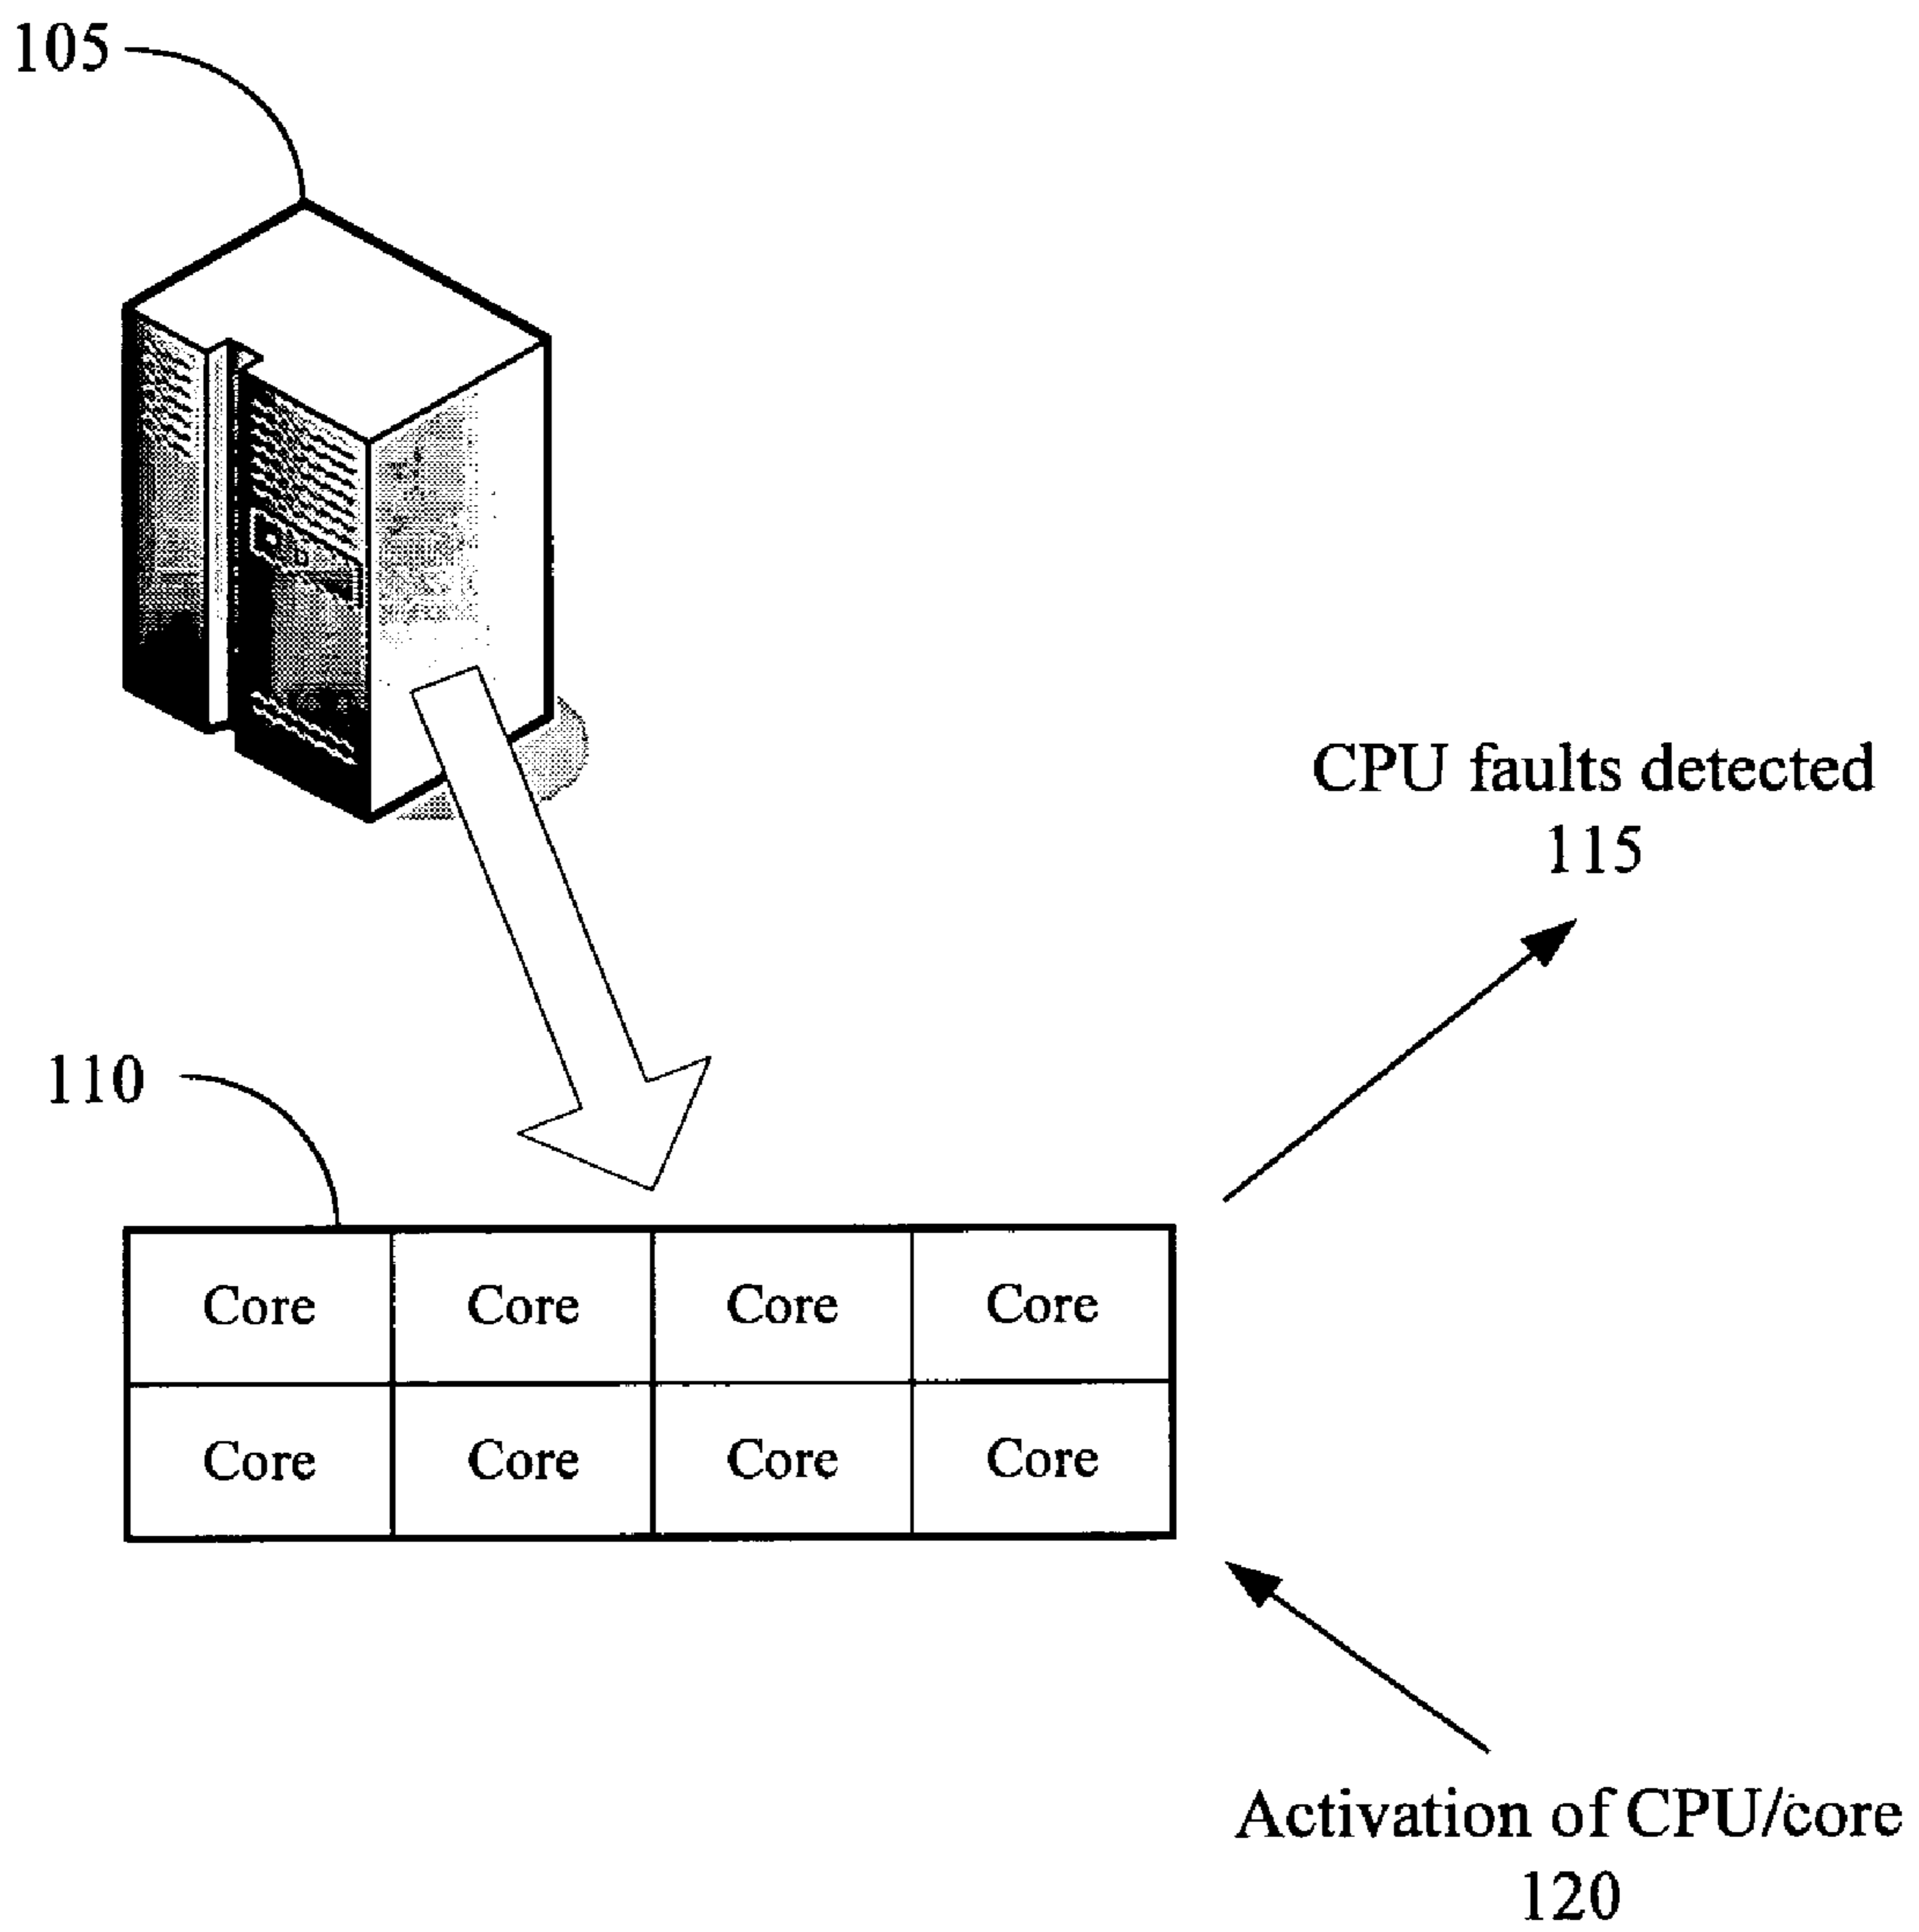 105
CPU faults detected
115
110
Core Core Core Core
Core Core Core Core
Activation of CPU/core
120